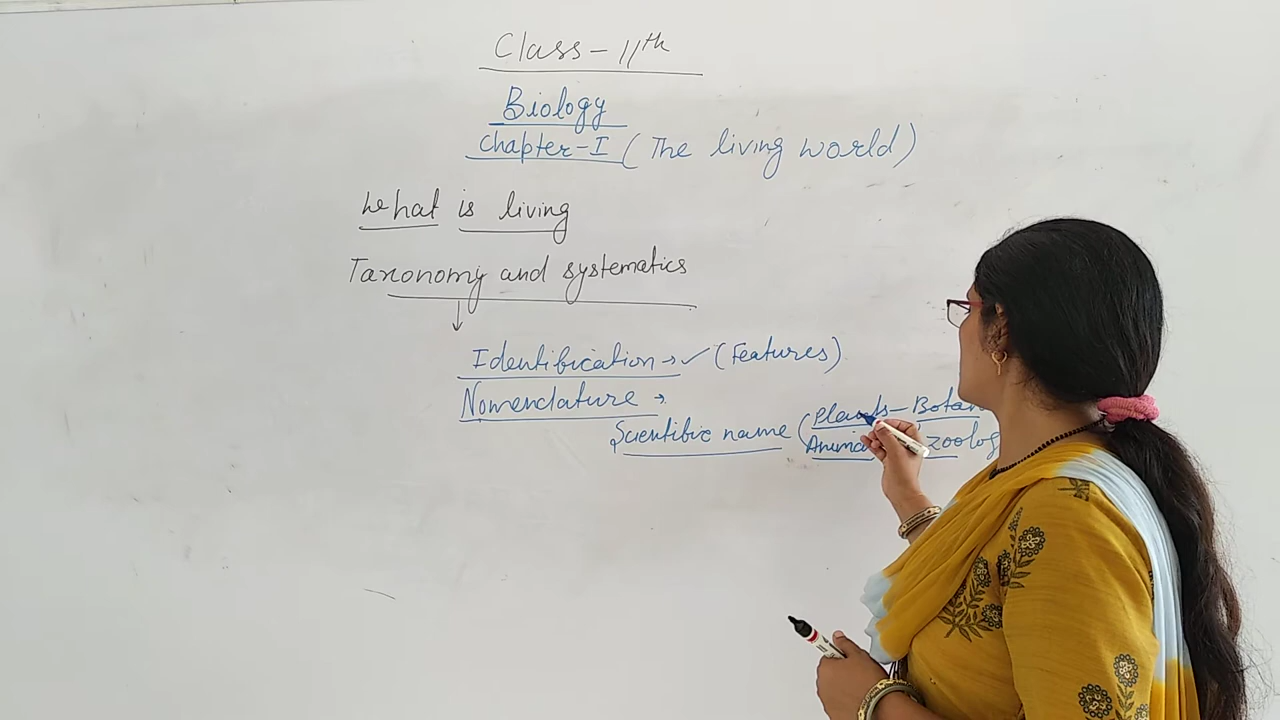 Class - 11th
Biology
Chapter-I (The living world)
What is living
Taxonomy and systematics
↓
Identification → ✓ (Features)
Nomenclature →
Scientific name (Plants - Botan
Animal zoolog